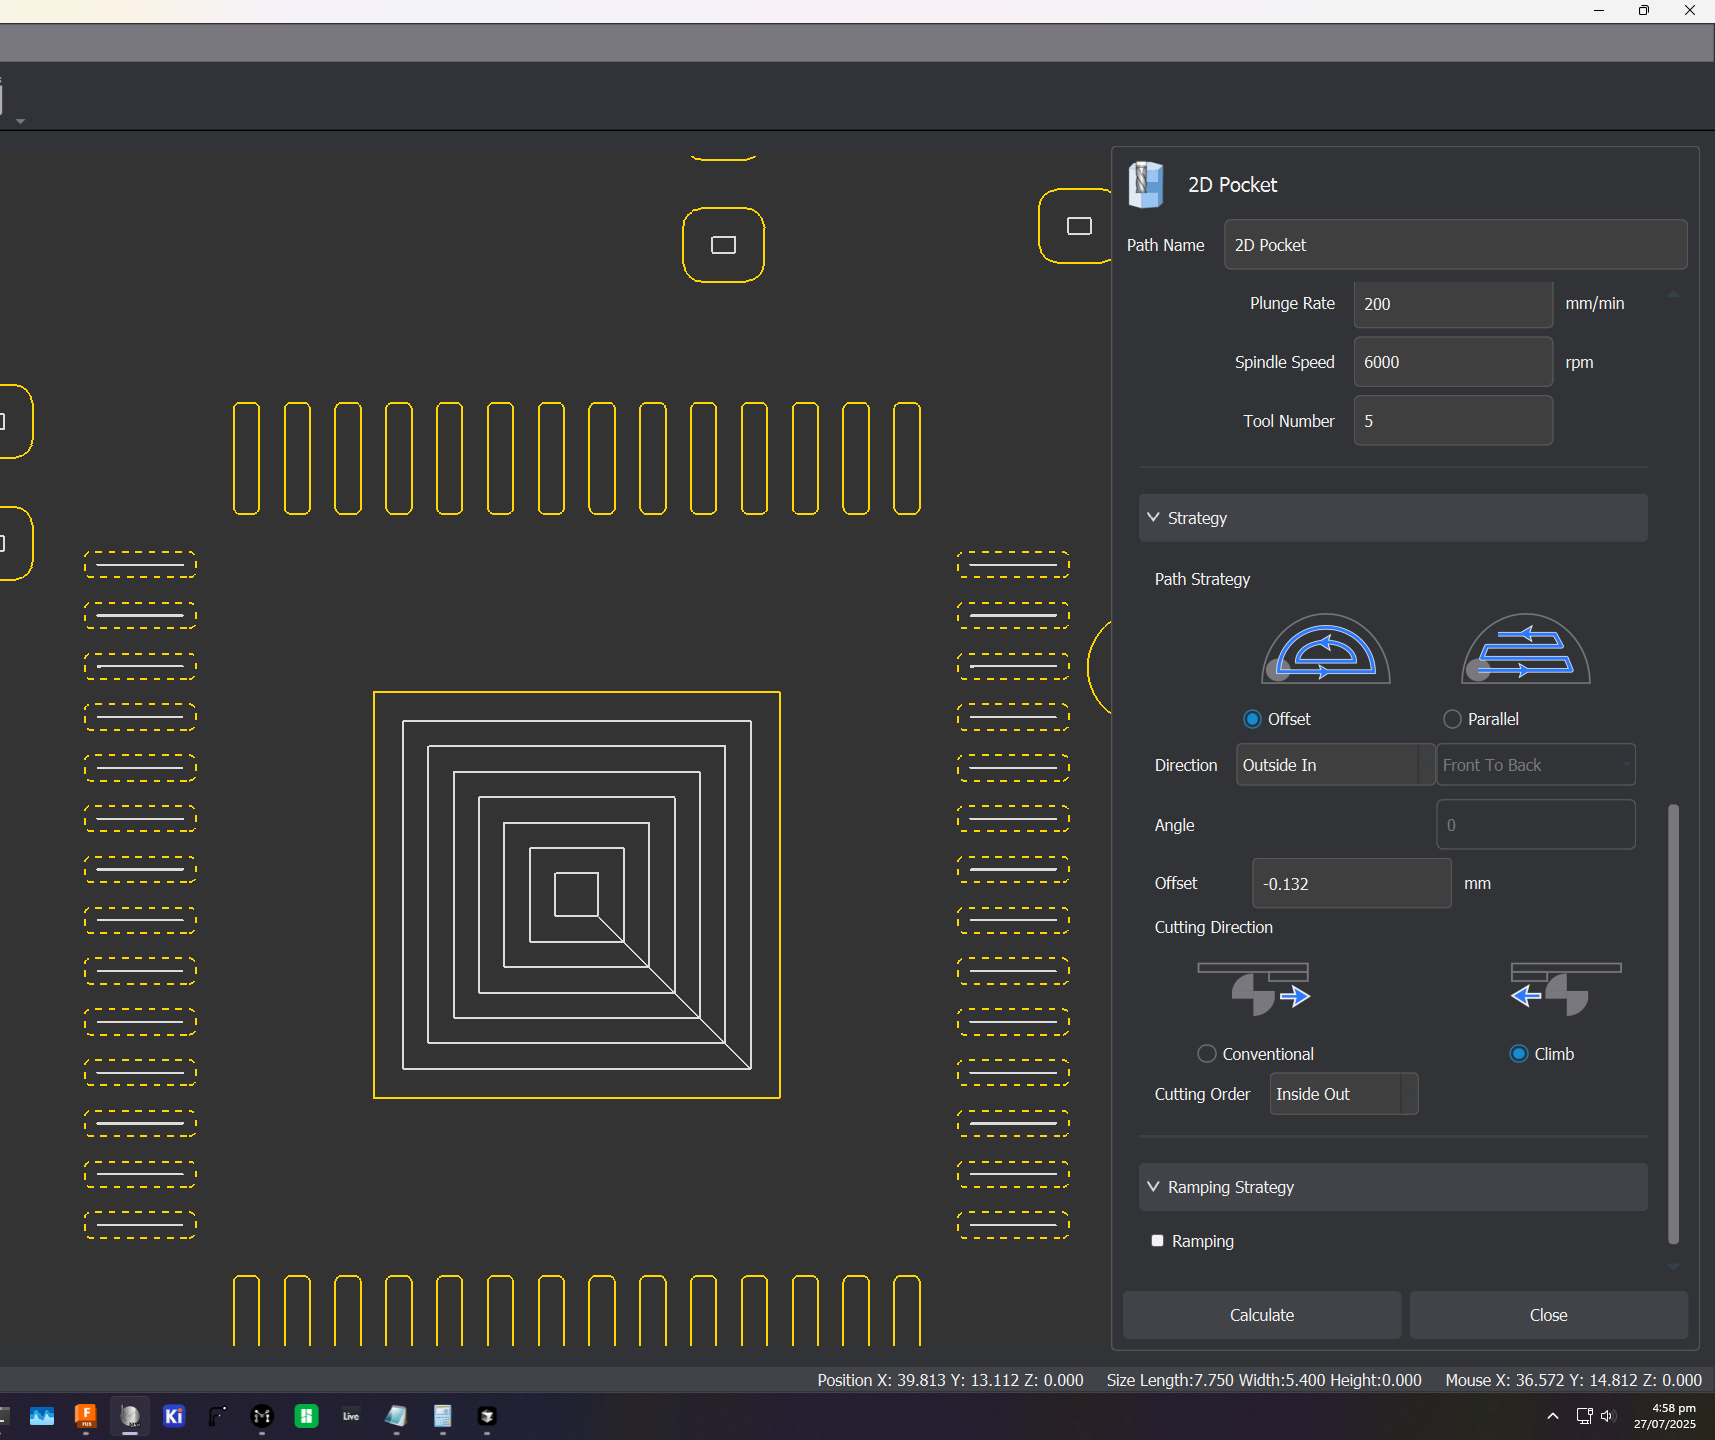 2D Pocket
Path Name 2D Pocket
Plunge Rate 200 mm/min
Spindle Speed 6000 rpm
Tool Number 5
Strategy
Path Strategy
Offset Parallel
Direction Outside In Front To Back
Angle 0
Offset -0.132 mm
Cutting Direction
Conventional Climb
Cutting Order Inside Out
Ramping Strategy
Ramping
Calculate Close
Position X: 39.813 Y: 13.112 Z: 0.000 Size Length:7.750 Width:5.400 Height:0.000 Mouse X: 36.572 Y: 14.812 Z: 0.000
F Ki Live 4:58 pm
27/07/2025